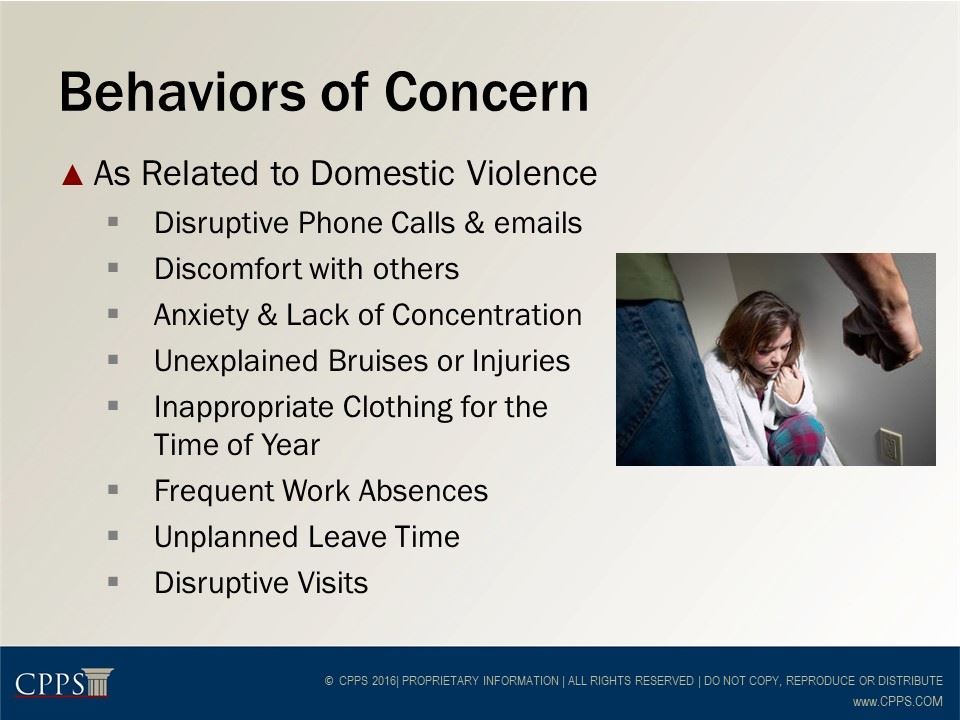 Behaviors of Concern
▲ As Related to Domestic Violence
▪ Disruptive Phone Calls & emails
▪ Discomfort with others
▪ Anxiety & Lack of Concentration
▪ Unexplained Bruises or Injuries
▪ Inappropriate Clothing for the
Time of Year
▪ Frequent Work Absences
▪ Unplanned Leave Time
▪ Disruptive Visits
CPPS
© CPPS 2016| PROPRIETARY INFORMATION | ALL RIGHTS RESERVED | DO NOT COPY, REPRODUCE OR DISTRIBUTE
www.CPPS.COM